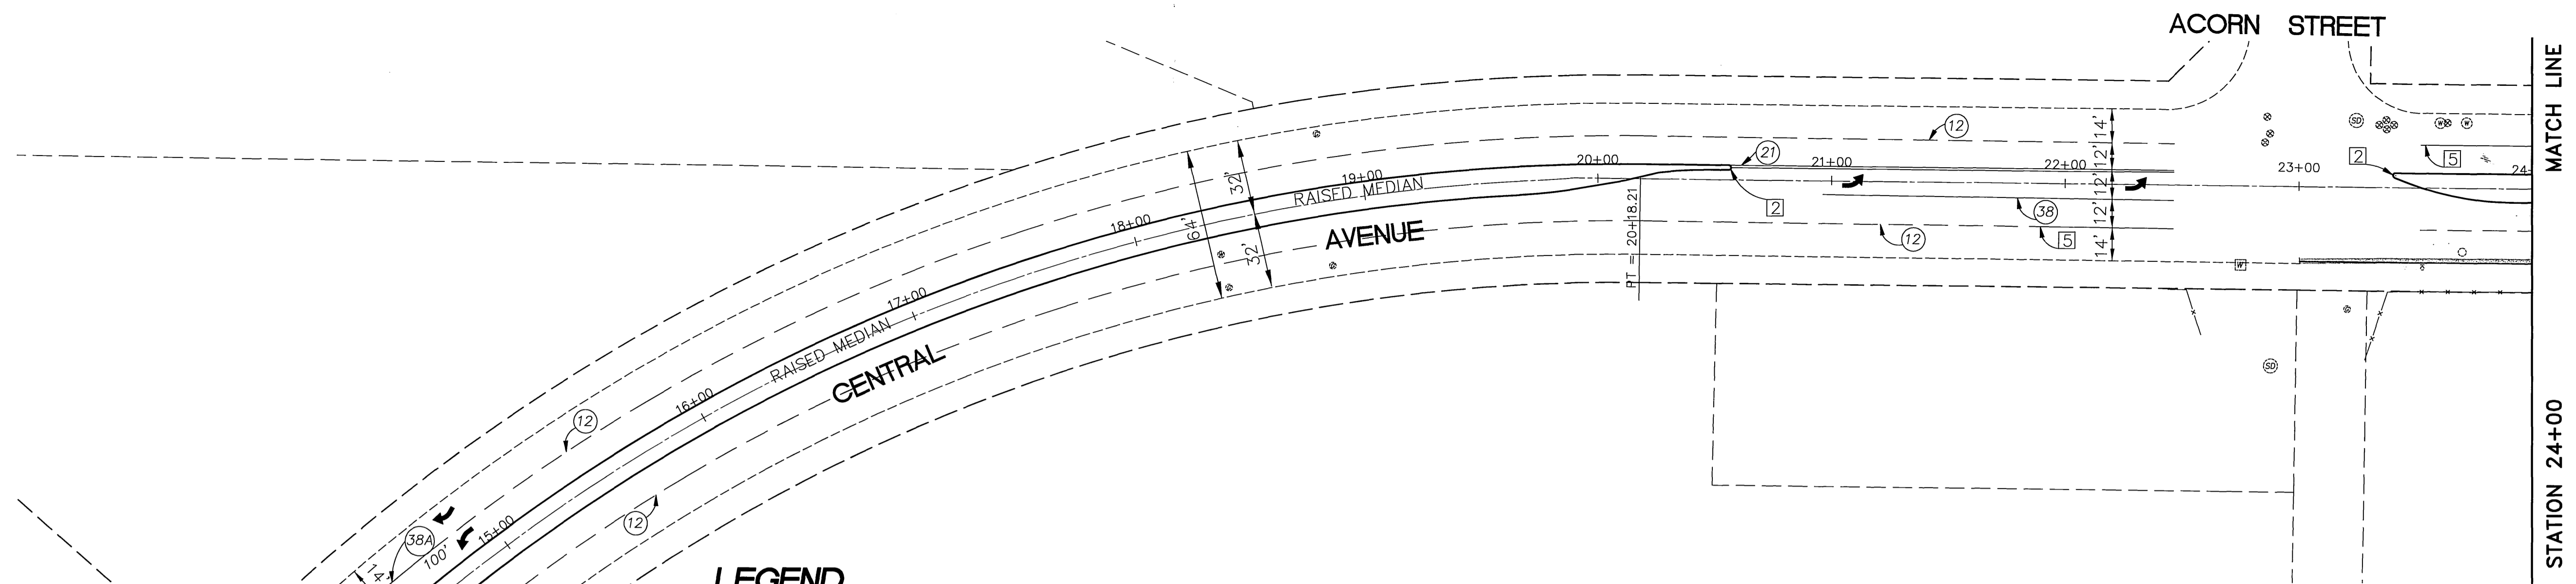 ACORN STREET
MATCH LINE
STATION 24+00
12
21
20+00
21+00
22+00
23+00
24
14'
12'
12'
12'
14'
SD
W
W
2
5
19+00
RAISED MEDIAN
32'
64'
32'
18+00
AVENUE
PT = 20+18.21
2
38
12
5
W
17+00
RAISED MEDIAN
CENTRAL
SD
16+00
12
12
15+00
38A
100'
14'
LEGEND